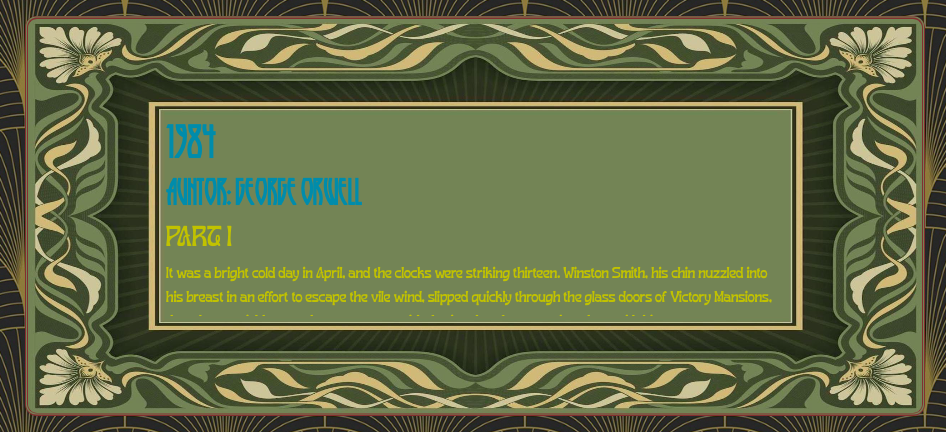 1984
AUHTOR: GEORGE ORWELL
PART I
It was a bright cold day in April, and the clocks were striking thirteen. Winston Smith, his chin nuzzled into
his breast in an effort to escape the vile wind, slipped quickly through the glass doors of Victory Mansions,